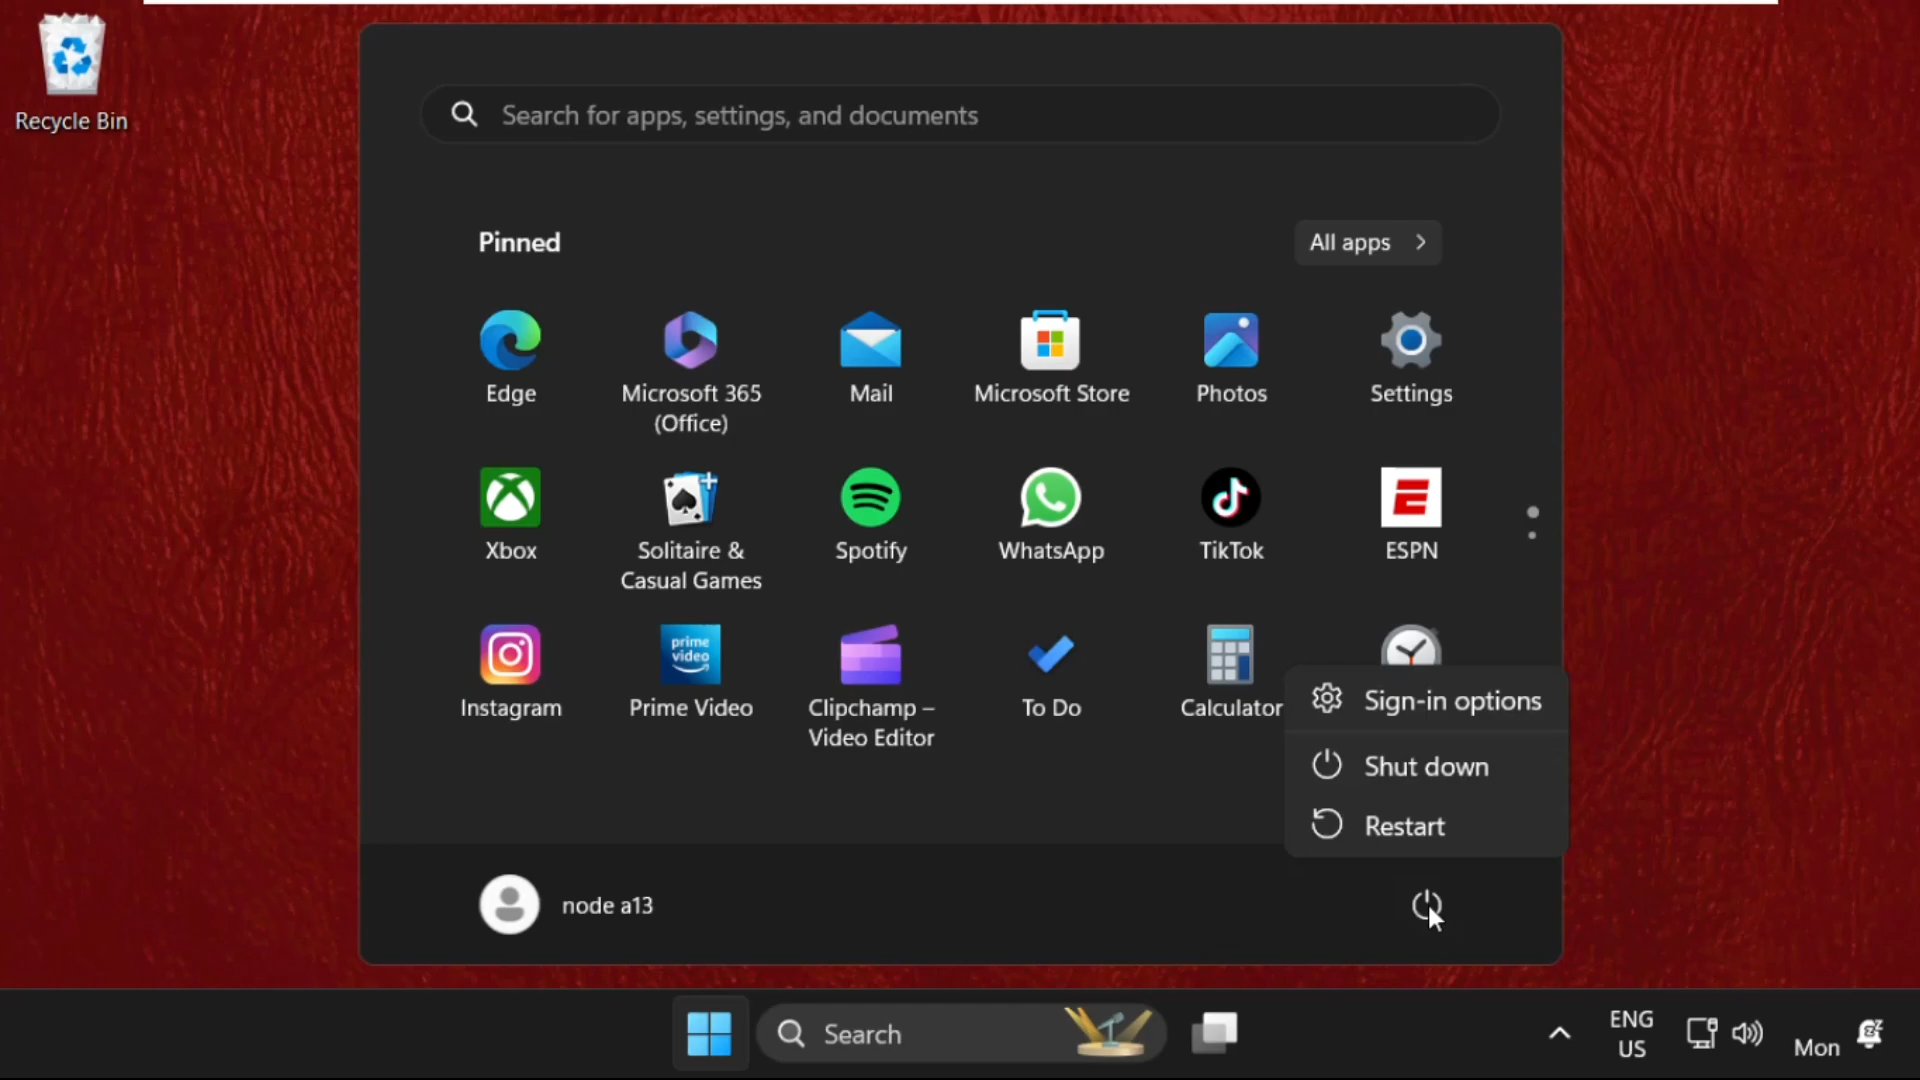 Recycle Bin
Search for apps, settings, and documents
Pinned
All apps
Edge
Microsoft 365
(Office)
Mail
Microsoft Store
Photos
Settings
Xbox
Solitaire &
Casual Games
Spotify
WhatsApp
TikTok
ESPN
prime
video
Instagram
Prime Video
Clipchamp –
Video Editor
To Do
Calculator
Sign-in options
Shut down
Restart
node a13
Search
ENG
US
Mon